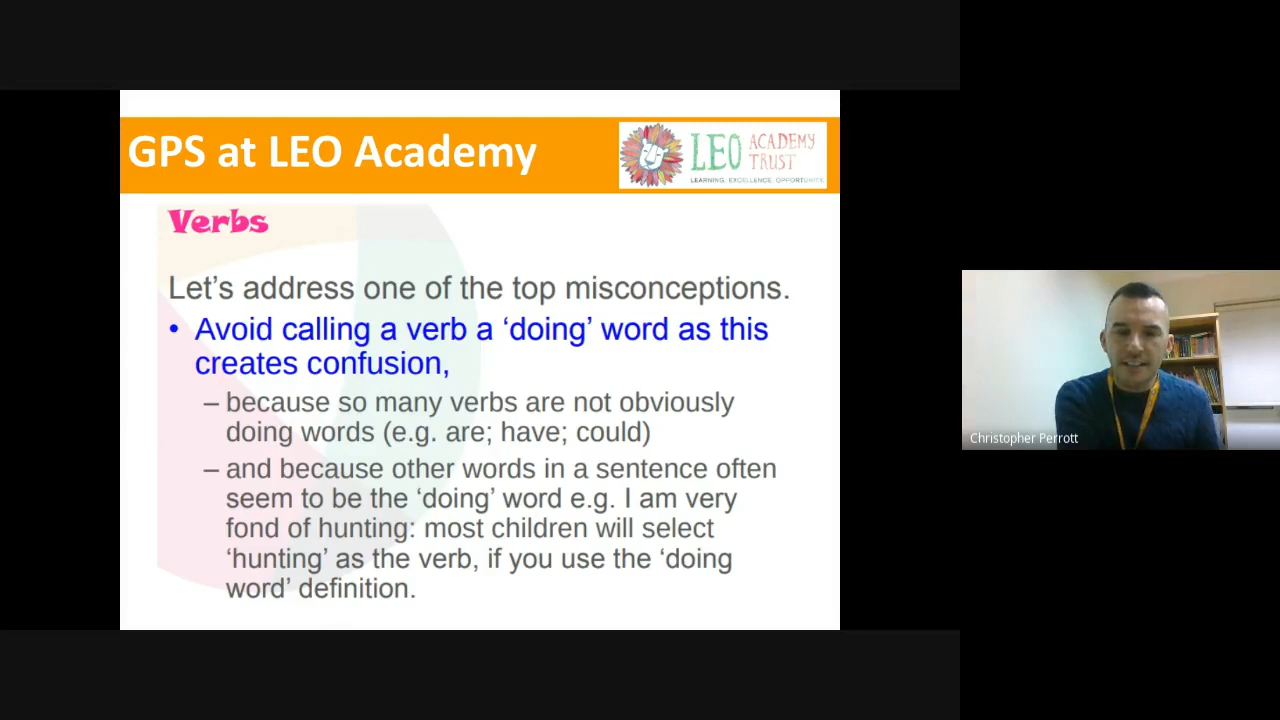 GPS at LEO Academy
LEO ACADEMY
TRUST
LEARNING, EXCELLENCE, OPPORTUNITY
Verbs
Let’s address one of the top misconceptions.
• Avoid calling a verb a ‘doing’ word as this
creates confusion,
– because so many verbs are not obviously
doing words (e.g. are; have; could)
– and because other words in a sentence often
seem to be the ‘doing’ word e.g. I am very
fond of hunting: most children will select
‘hunting’ as the verb, if you use the ‘doing
word’ definition.
Christopher Perrott